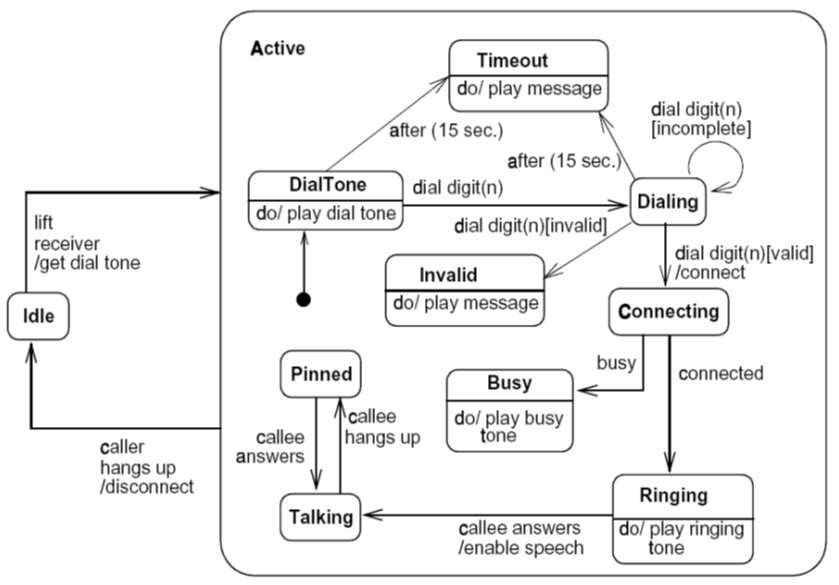 Active
Timeout
do/ play message
dial digit(n)
[incomplete]
after (15 sec.)
after (15 sec.)
DialTone
do/ play dial tone
dial digit(n)
Dialing
dial digit(n)[invalid]
lift
receiver
/get dial tone
Invalid
do/ play message
dial digit(n)[valid]
/connect
Idle
Connecting
Pinned
busy
connected
Busy
do/ play busy
tone
callee
hangs up
callee
answers
caller
hangs up
/disconnect
Talking
Ringing
do/ play ringing
tone
callee answers
/enable speech